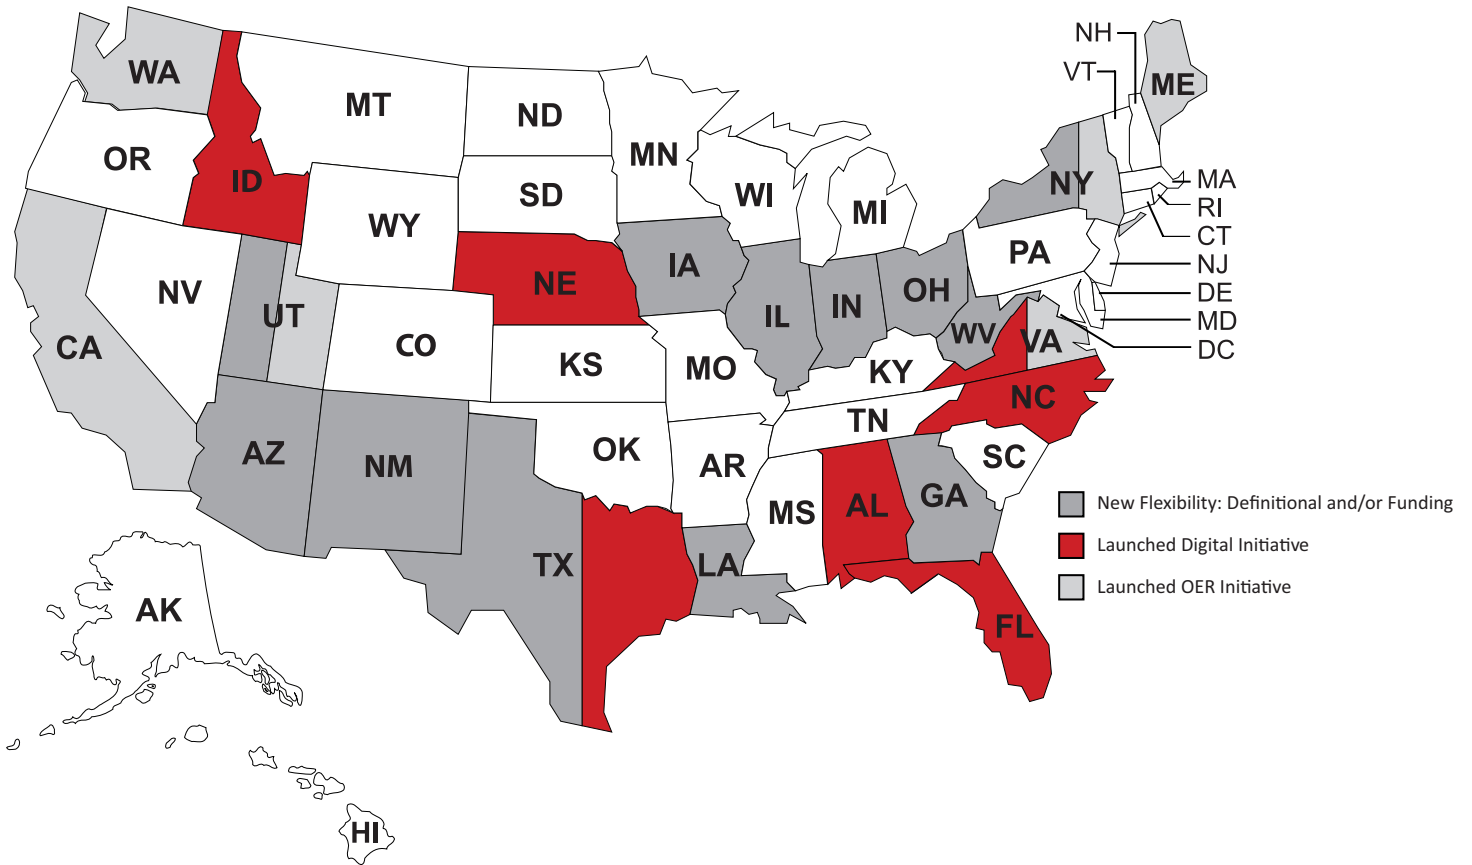 NH
VT
WA
ME
MT
ND
OR
MN
ID
SD
WI
MI
NY
MA
RI
WY
CT
PA
NJ
IA
NE
NV
UT
IL
IN
OH
DE
MD
DC
WV
VA
CA
CO
KS
MO
KY
NC
TN
AZ
NM
OK
AR
SC
MS
AL
GA
New Flexibility: Definitional and/or Funding
Launched Digital Initiative
Launched OER Initiative
TX
LA
FL
AK
HI